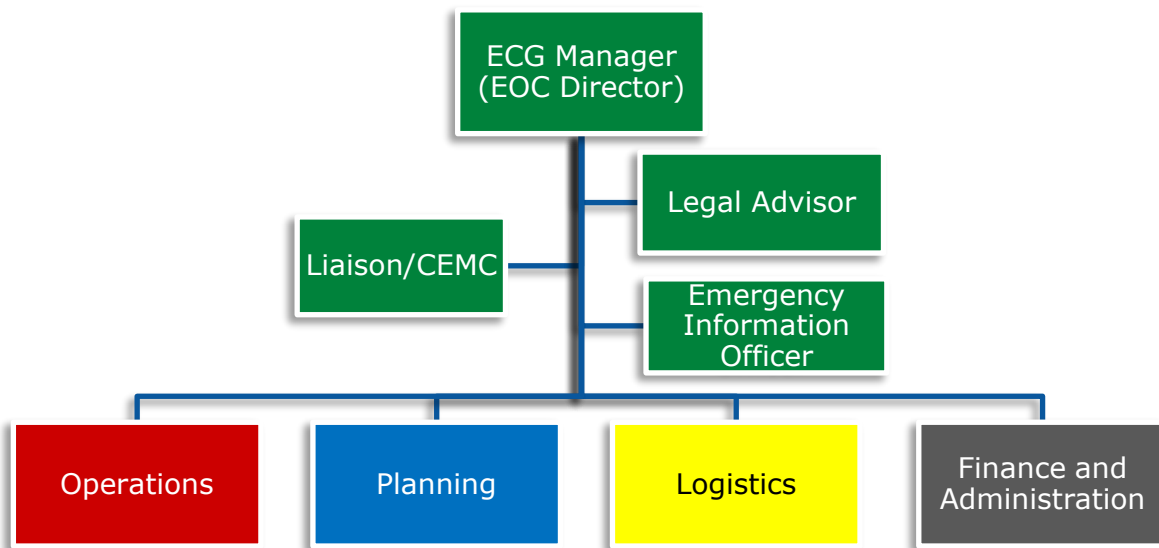 ECG Manager
(EOC Director)
Legal Advisor
Liaison/CEMC
Emergency
Information
Officer
Operations
Planning
Logistics
Finance and
Administration